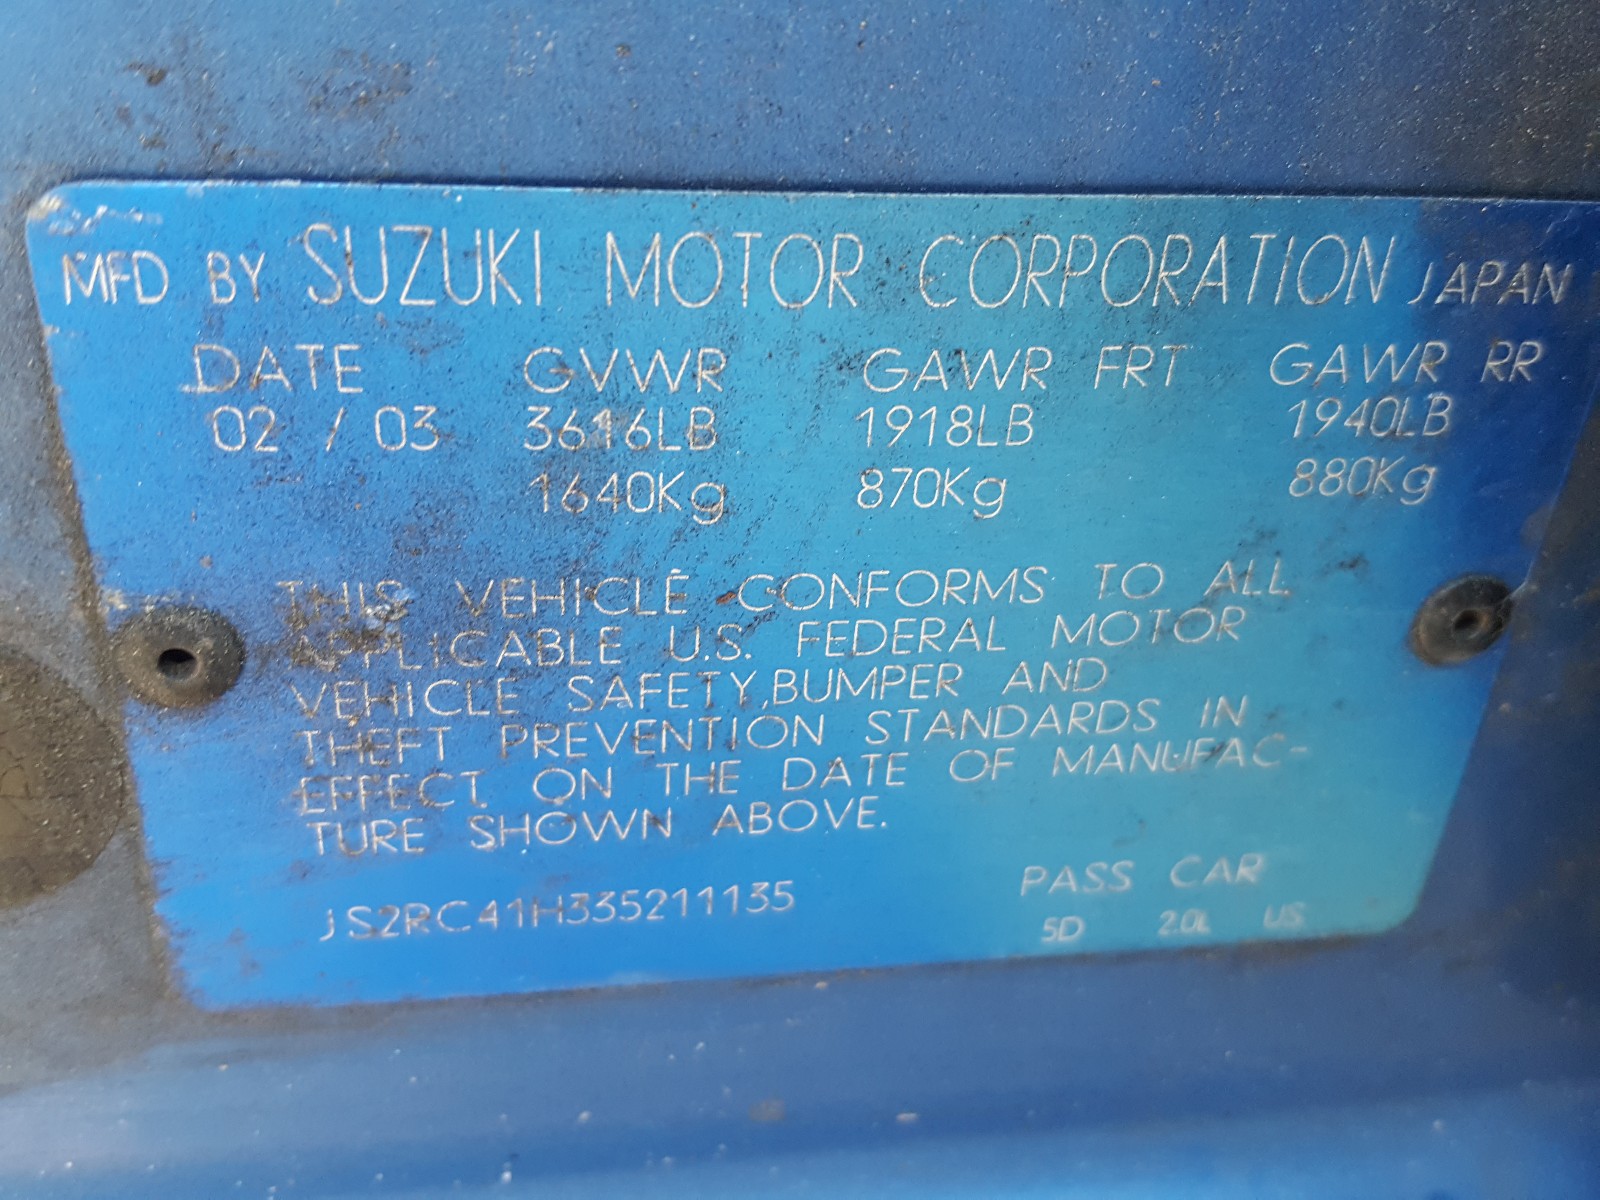 MFD BY SUZUKI MOTOR CORPORATION JAPAN
DATE GVWR GAWR FRT GAWR RR
02 / 03 3616LB 1918LB 1940LB
1640Kg 870Kg 880Kg
THIS VEHICLE CONFORMS TO ALL
APPLICABLE U.S. FEDERAL MOTOR
VEHICLE SAFETY,BUMPER AND
THEFT PREVENTION STANDARDS IN
EFFECT ON THE DATE OF MANUFAC-
TURE SHOWN ABOVE.
JS2RC41H335211135 PASS CAR
5D 2.0L US